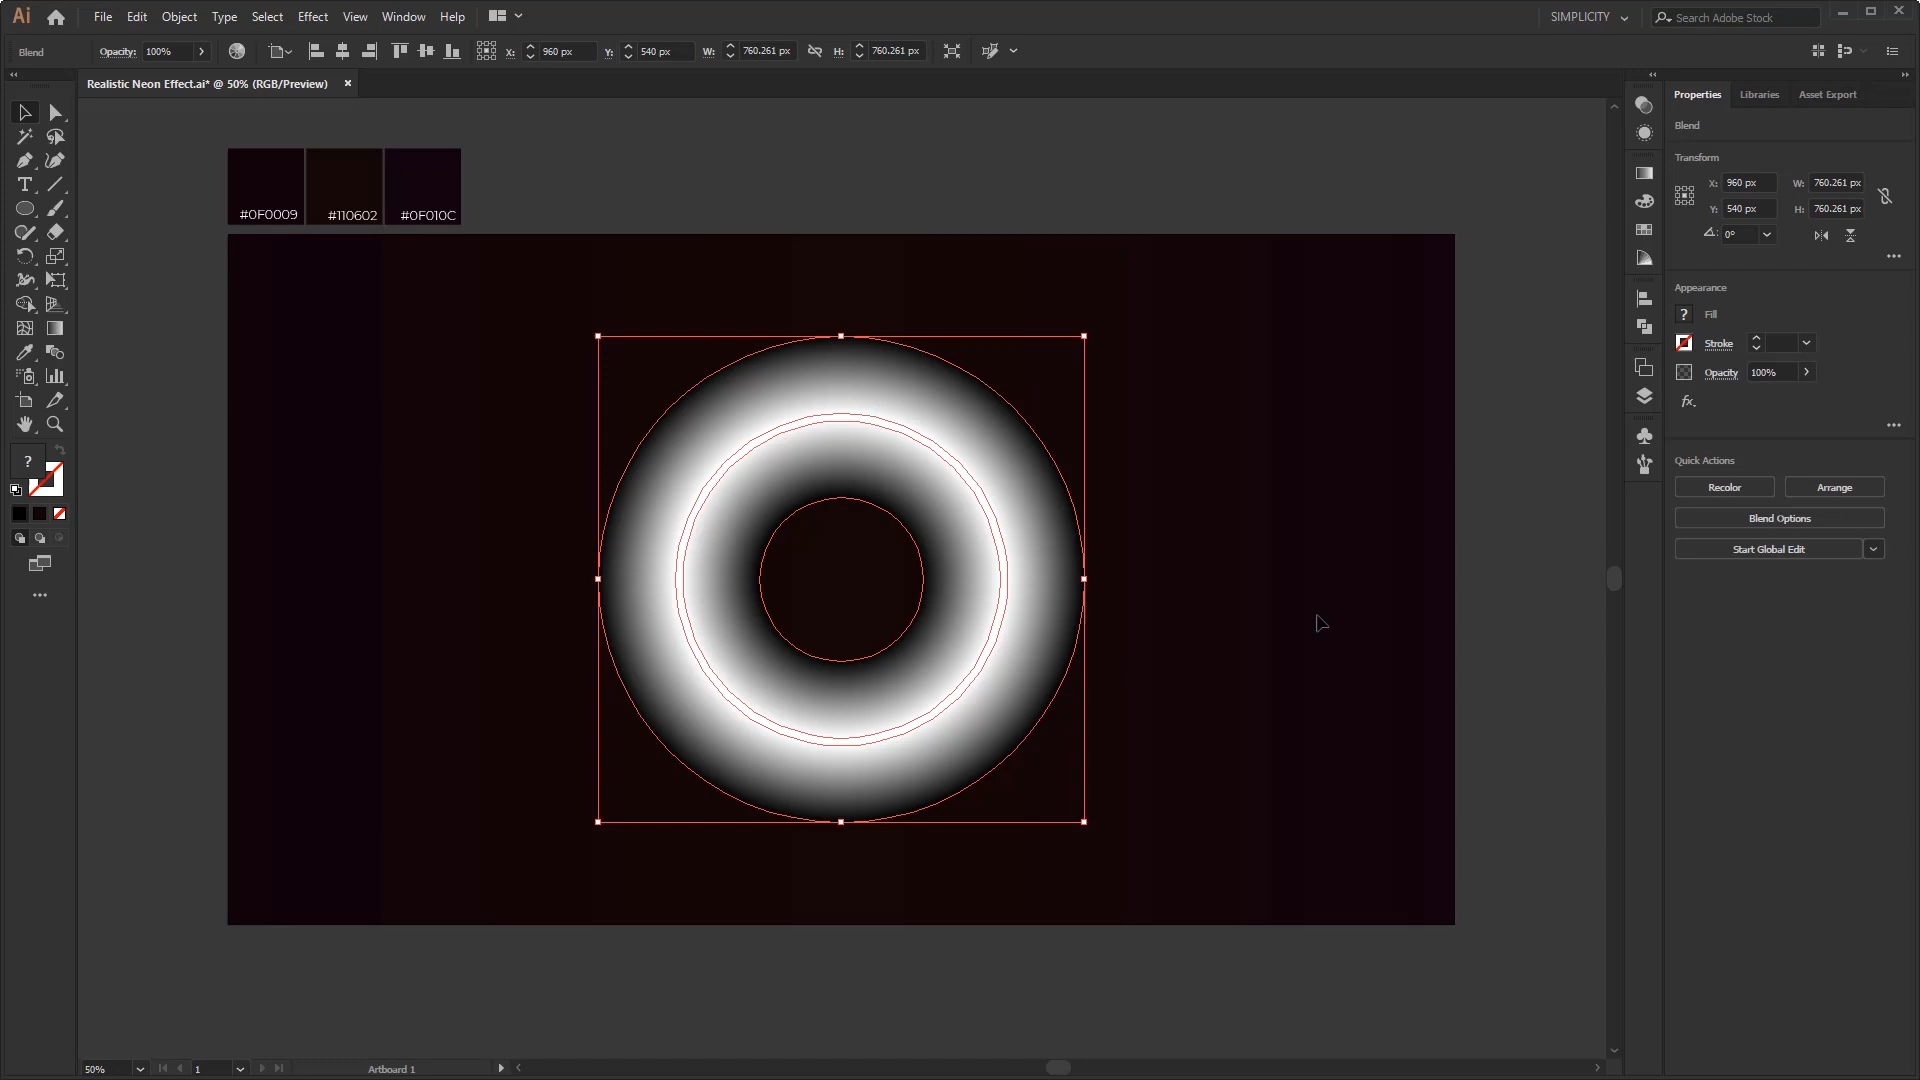 Ai File Edit Object Type Select Effect View Window Help SIMPLICITY Search Adobe Stock
Blend Opacity: 100% X: 960 px Y: 540 px W: 760.261 px H: 760.261 px
Realistic Neon Effect.ai* @ 50% (RGB/Preview) ×
Properties Libraries Asset Export
Blend
Transform
X: 960 px W: 760.261 px
Y: 540 px H: 760.261 px
0°
Appearance
? Fill
Stroke
Opacity 100%
fx.
Quick Actions
Recolor Arrange
Blend Options
Start Global Edit
#0F0009 #110602 #0F010C
T
?
50% 1 Artboard 1